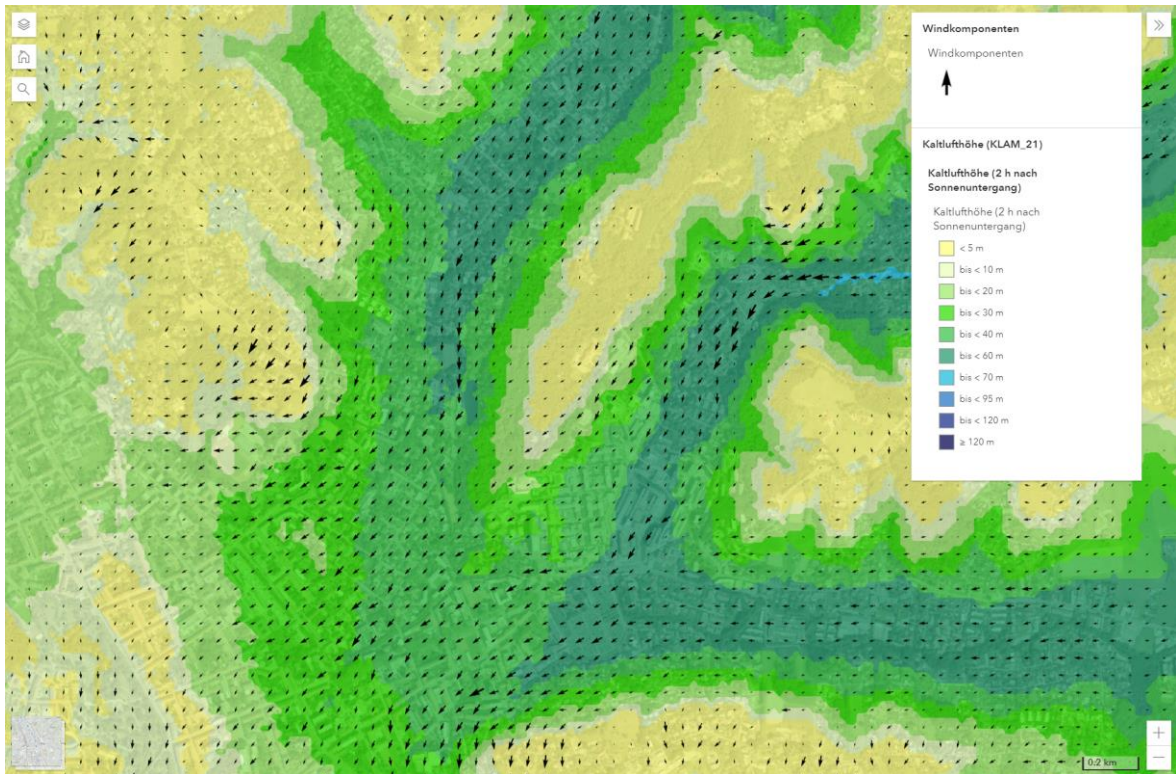 Windkomponenten
Windkomponenten
Kaltlufthöhe (KLAM_21)
Kaltlufthöhe (2 h nach
Sonnenuntergang)
Kaltlufthöhe (2 h nach
Sonnenuntergang)
< 5 m
bis < 10 m
bis < 20 m
bis < 30 m
bis < 40 m
bis < 60 m
bis < 70 m
bis < 95 m
bis < 120 m
≥ 120 m
0.2 km